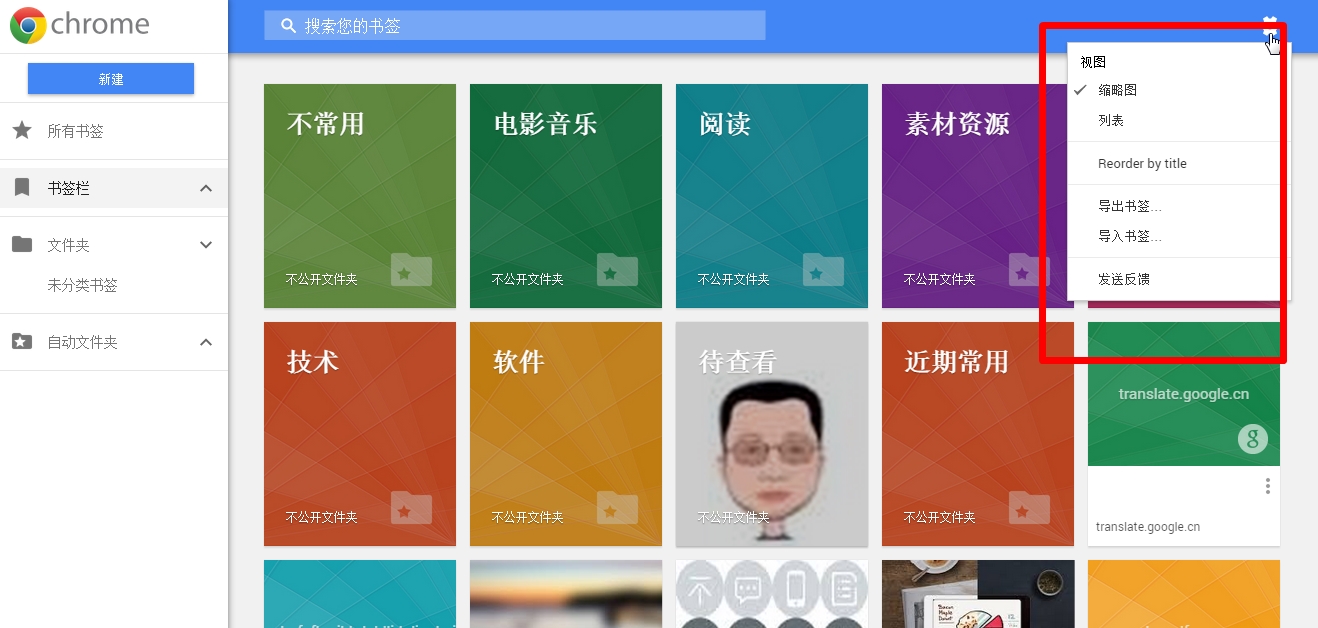 chrome
搜索您的书签
新建
所有书签
书签栏
文件夹
未分类书签
自动文件夹
视图
缩略图
列表
Reorder by title
导出书签...
导入书签...
发送反馈
不常用
不公开文件夹
电影音乐
不公开文件夹
阅读
不公开文件夹
素材资源
不公开文件夹
技术
不公开文件夹
软件
不公开文件夹
待查看
不公开文件夹
近期常用
不公开文件夹
translate.google.cn
g
translate.google.cn